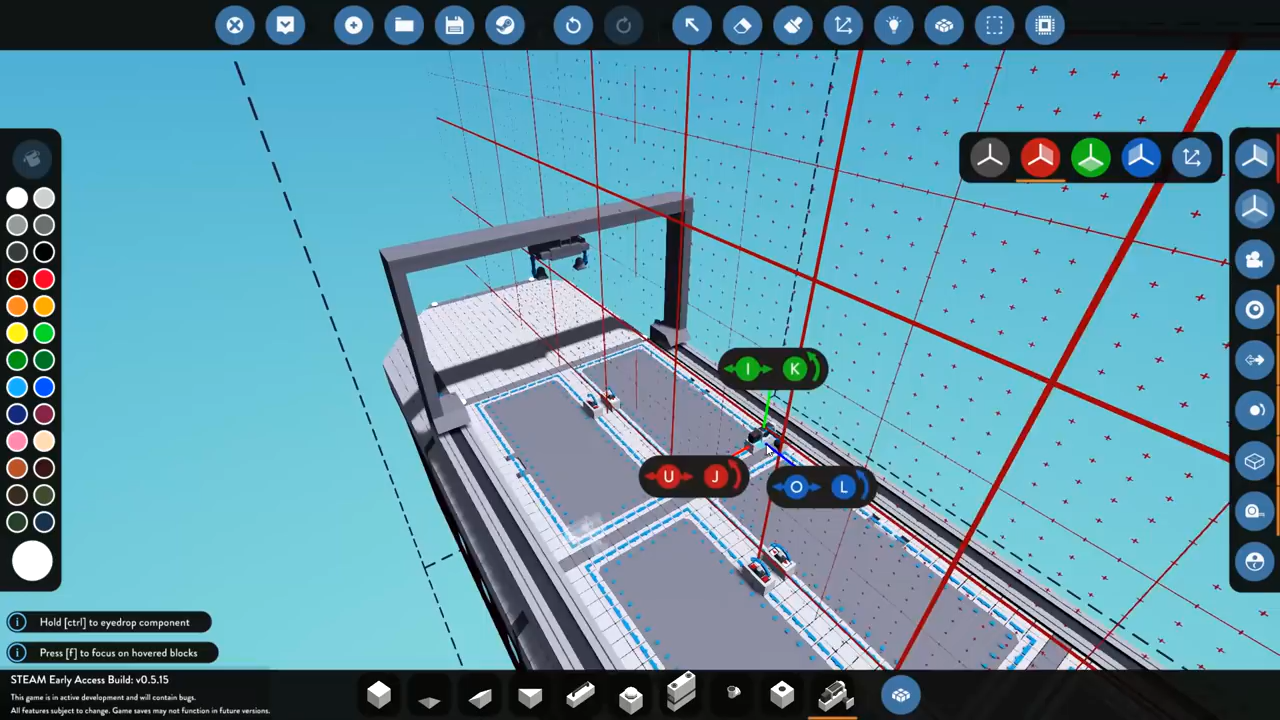 I K
U J
O L
Hold [ctrl] to eyedrop component
Press [f] to focus on hovered blocks
STEAM Early Access Build: v0.5.15
This game is in active development and will contain bugs.
All features subject to change. Game saves may not function in future versions.